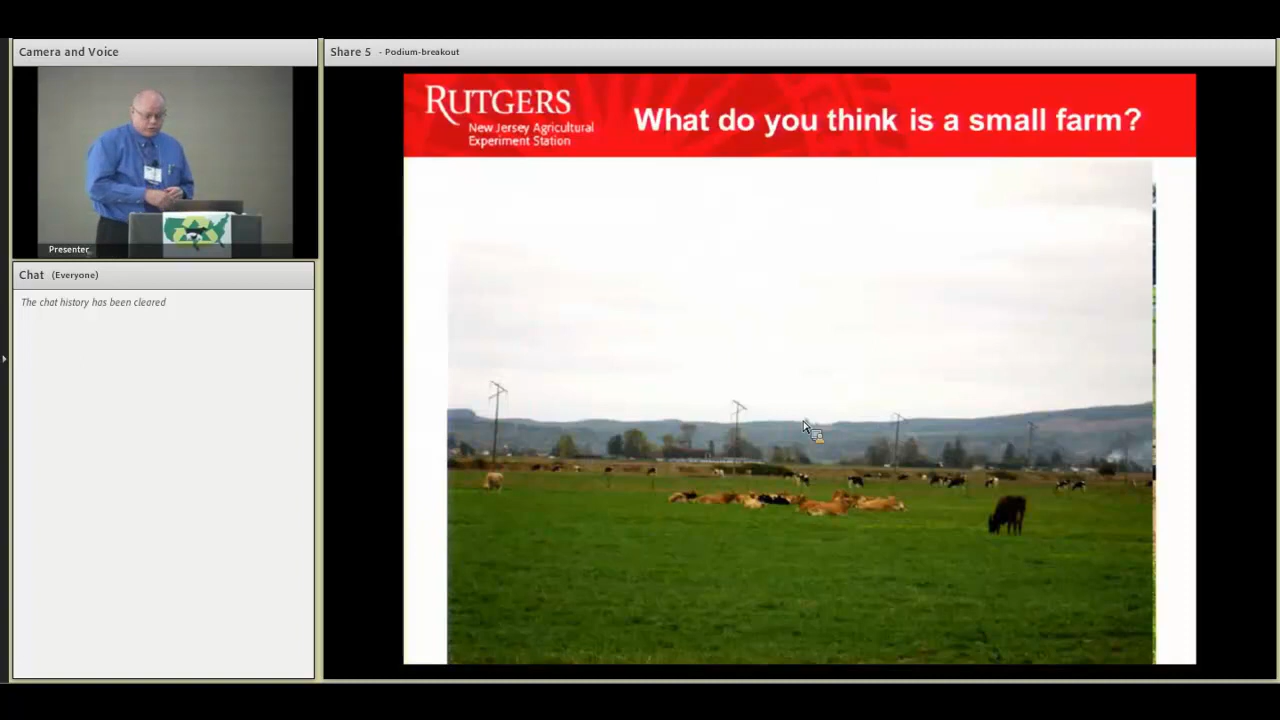 Camera and Voice
Share 5 - Podium-breakout
Presenter
Chat (Everyone)
The chat history has been cleared
RUTGERS
New Jersey Agricultural
Experiment Station
What do you think is a small farm?